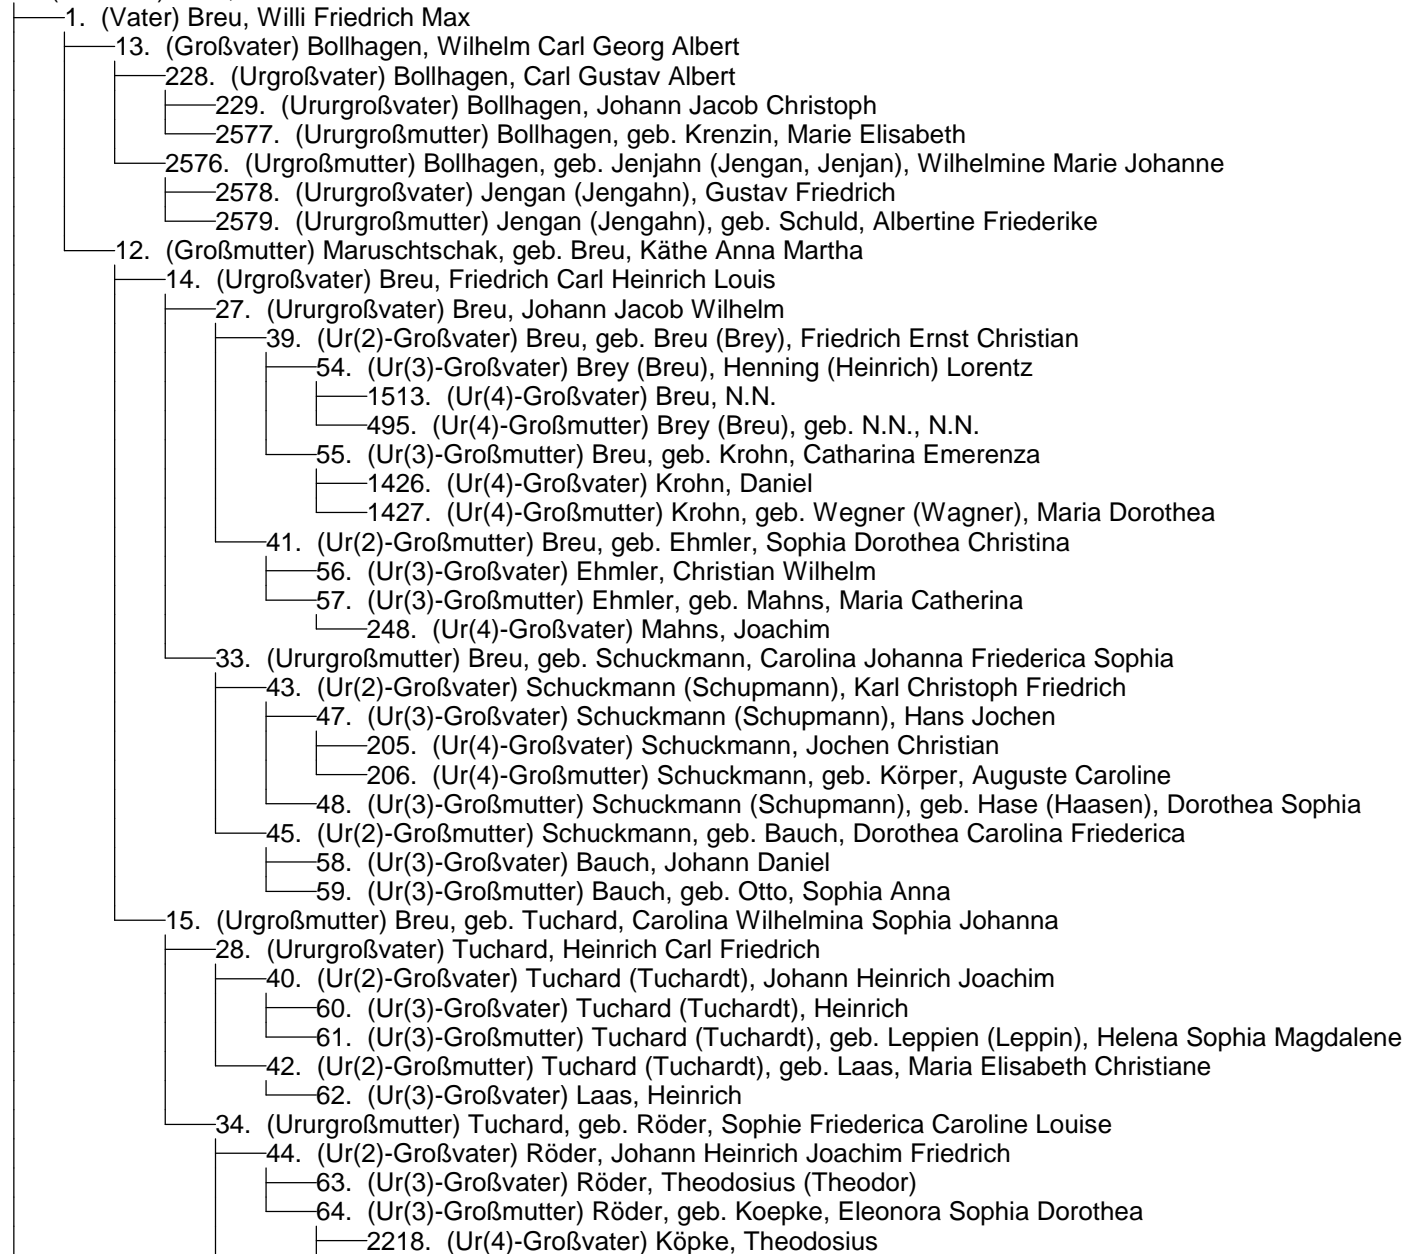 1. (Vater) Breu, Willi Friedrich Max
13. (Großvater) Bollhagen, Wilhelm Carl Georg Albert
228. (Urgroßvater) Bollhagen, Carl Gustav Albert
229. (Ururgroßvater) Bollhagen, Johann Jacob Christoph
2577. (Ururgroßmutter) Bollhagen, geb. Krenzin, Marie Elisabeth
2576. (Urgroßmutter) Bollhagen, geb. Jenjahn (Jengan, Jenjan), Wilhelmine Marie Johanne
2578. (Ururgroßvater) Jengan (Jengahn), Gustav Friedrich
2579. (Ururgroßmutter) Jengan (Jengahn), geb. Schuld, Albertine Friederike
12. (Großmutter) Maruschtschak, geb. Breu, Käthe Anna Martha
14. (Urgroßvater) Breu, Friedrich Carl Heinrich Louis
27. (Ururgroßvater) Breu, Johann Jacob Wilhelm
39. (Ur(2)-Großvater) Breu, geb. Breu (Brey), Friedrich Ernst Christian
54. (Ur(3)-Großvater) Brey (Breu), Henning (Heinrich) Lorentz
1513. (Ur(4)-Großvater) Breu, N.N.
495. (Ur(4)-Großmutter) Brey (Breu), geb. N.N., N.N.
55. (Ur(3)-Großmutter) Breu, geb. Krohn, Catharina Emerenza
1426. (Ur(4)-Großvater) Krohn, Daniel
1427. (Ur(4)-Großmutter) Krohn, geb. Wegner (Wagner), Maria Dorothea
41. (Ur(2)-Großmutter) Breu, geb. Ehmler, Sophia Dorothea Christina
56. (Ur(3)-Großvater) Ehmler, Christian Wilhelm
57. (Ur(3)-Großmutter) Ehmler, geb. Mahns, Maria Catherina
248. (Ur(4)-Großvater) Mahns, Joachim
33. (Ururgroßmutter) Breu, geb. Schuckmann, Carolina Johanna Friederica Sophia
43. (Ur(2)-Großvater) Schuckmann (Schupmann), Karl Christoph Friedrich
47. (Ur(3)-Großvater) Schuckmann (Schupmann), Hans Jochen
205. (Ur(4)-Großvater) Schuckmann, Jochen Christian
206. (Ur(4)-Großmutter) Schuckmann, geb. Körper, Auguste Caroline
48. (Ur(3)-Großmutter) Schuckmann (Schupmann), geb. Hase (Haasen), Dorothea Sophia
45. (Ur(2)-Großmutter) Schuckmann, geb. Bauch, Dorothea Carolina Friederica
58. (Ur(3)-Großvater) Bauch, Johann Daniel
59. (Ur(3)-Großmutter) Bauch, geb. Otto, Sophia Anna
15. (Urgroßmutter) Breu, geb. Tuchard, Carolina Wilhelmina Sophia Johanna
28. (Ururgroßvater) Tuchard, Heinrich Carl Friedrich
40. (Ur(2)-Großvater) Tuchard (Tuchardt), Johann Heinrich Joachim
60. (Ur(3)-Großvater) Tuchard (Tuchardt), Heinrich
61. (Ur(3)-Großmutter) Tuchard (Tuchardt), geb. Leppien (Leppin), Helena Sophia Magdalene
42. (Ur(2)-Großmutter) Tuchard (Tuchardt), geb. Laas, Maria Elisabeth Christiane
62. (Ur(3)-Großvater) Laas, Heinrich
34. (Ururgroßmutter) Tuchard, geb. Röder, Sophie Friederica Caroline Louise
44. (Ur(2)-Großvater) Röder, Johann Heinrich Joachim Friedrich
63. (Ur(3)-Großvater) Röder, Theodosius (Theodor)
64. (Ur(3)-Großmutter) Röder, geb. Koepke, Eleonora Sophia Dorothea
2218. (Ur(4)-Großvater) Köpke, Theodosius